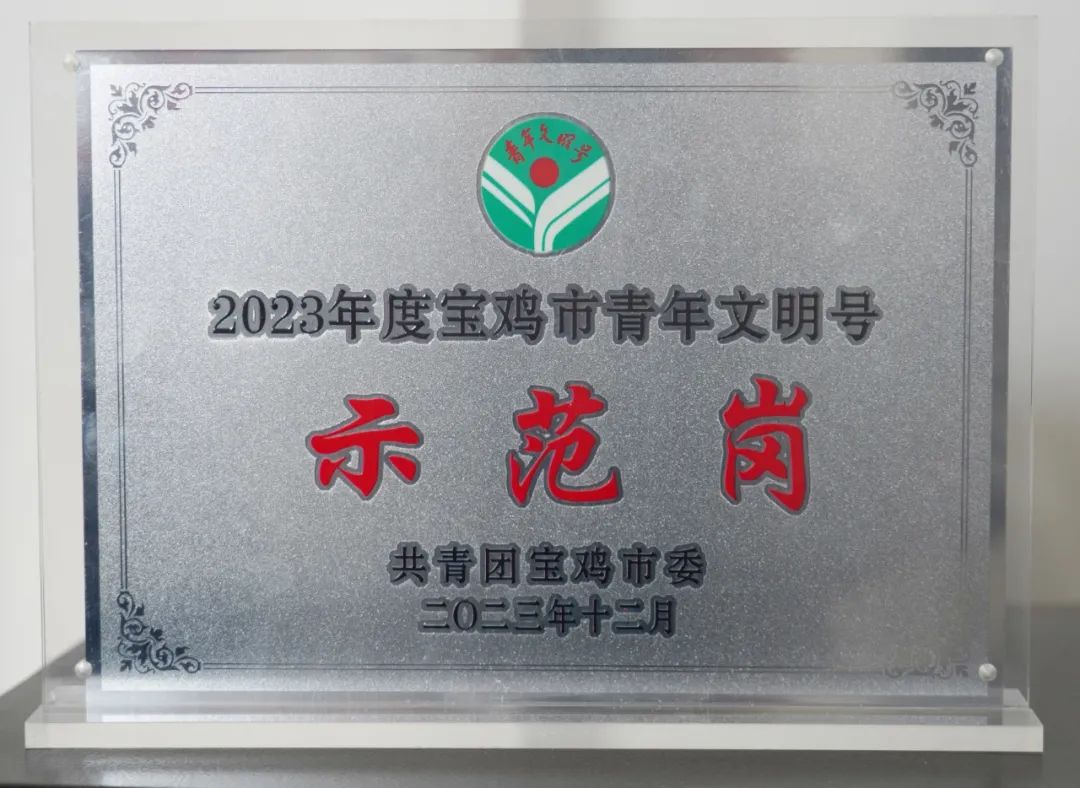 青年文明号
2023年度宝鸡市青年文明号
示范岗
共青团宝鸡市委
二〇二三年十二月